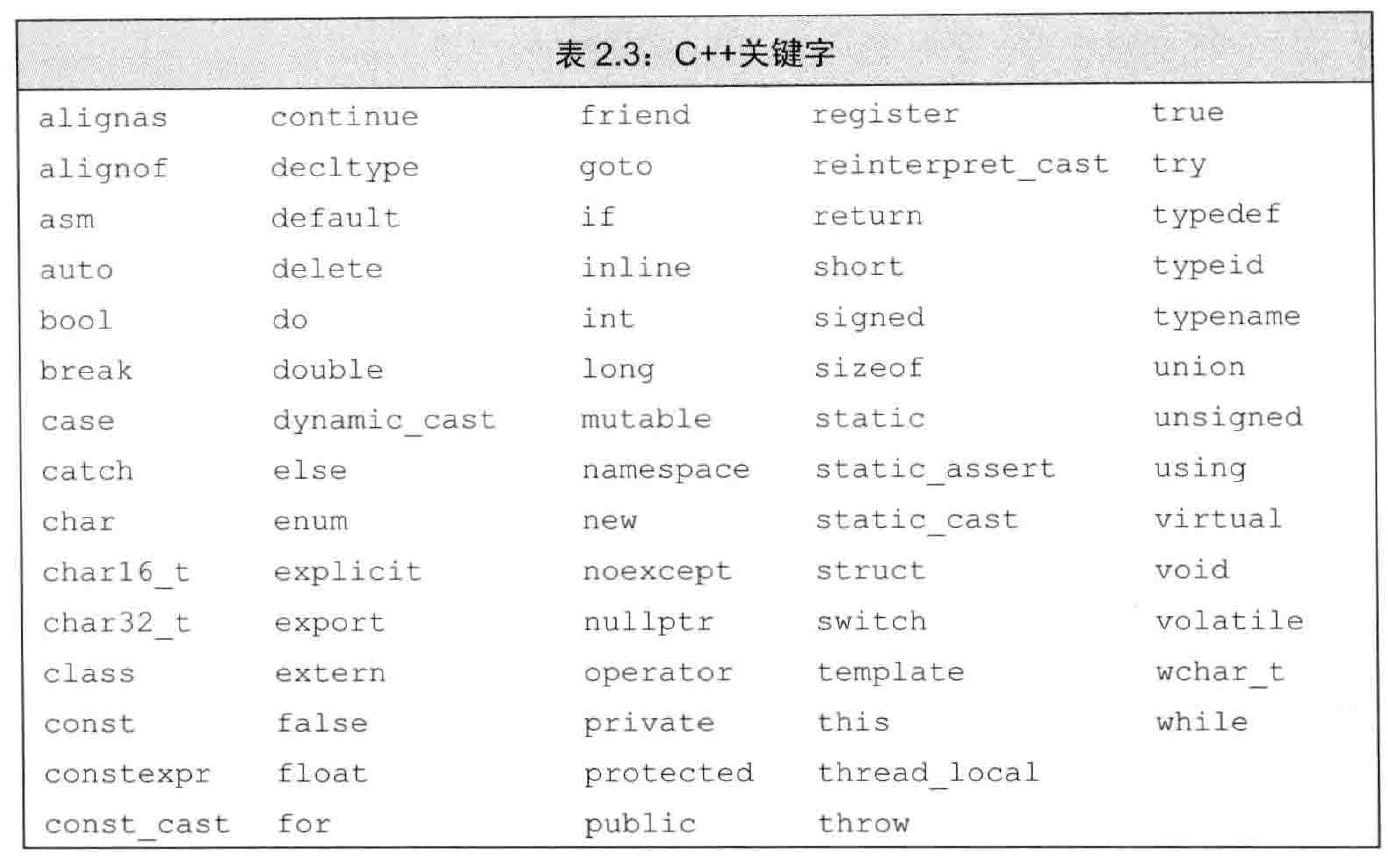 表 2.3：C++关键字
alignas continue friend register true
alignof decltype goto reinterpret_cast try
asm default if return typedef
auto delete inline short typeid
bool do int signed typename
break double long sizeof union
case dynamic_cast mutable static unsigned
catch else namespace static_assert using
char enum new static_cast virtual
char16_t explicit noexcept struct void
char32_t export nullptr switch volatile
class extern operator template wchar_t
const false private this while
constexpr float protected thread_local
const_cast for public throw